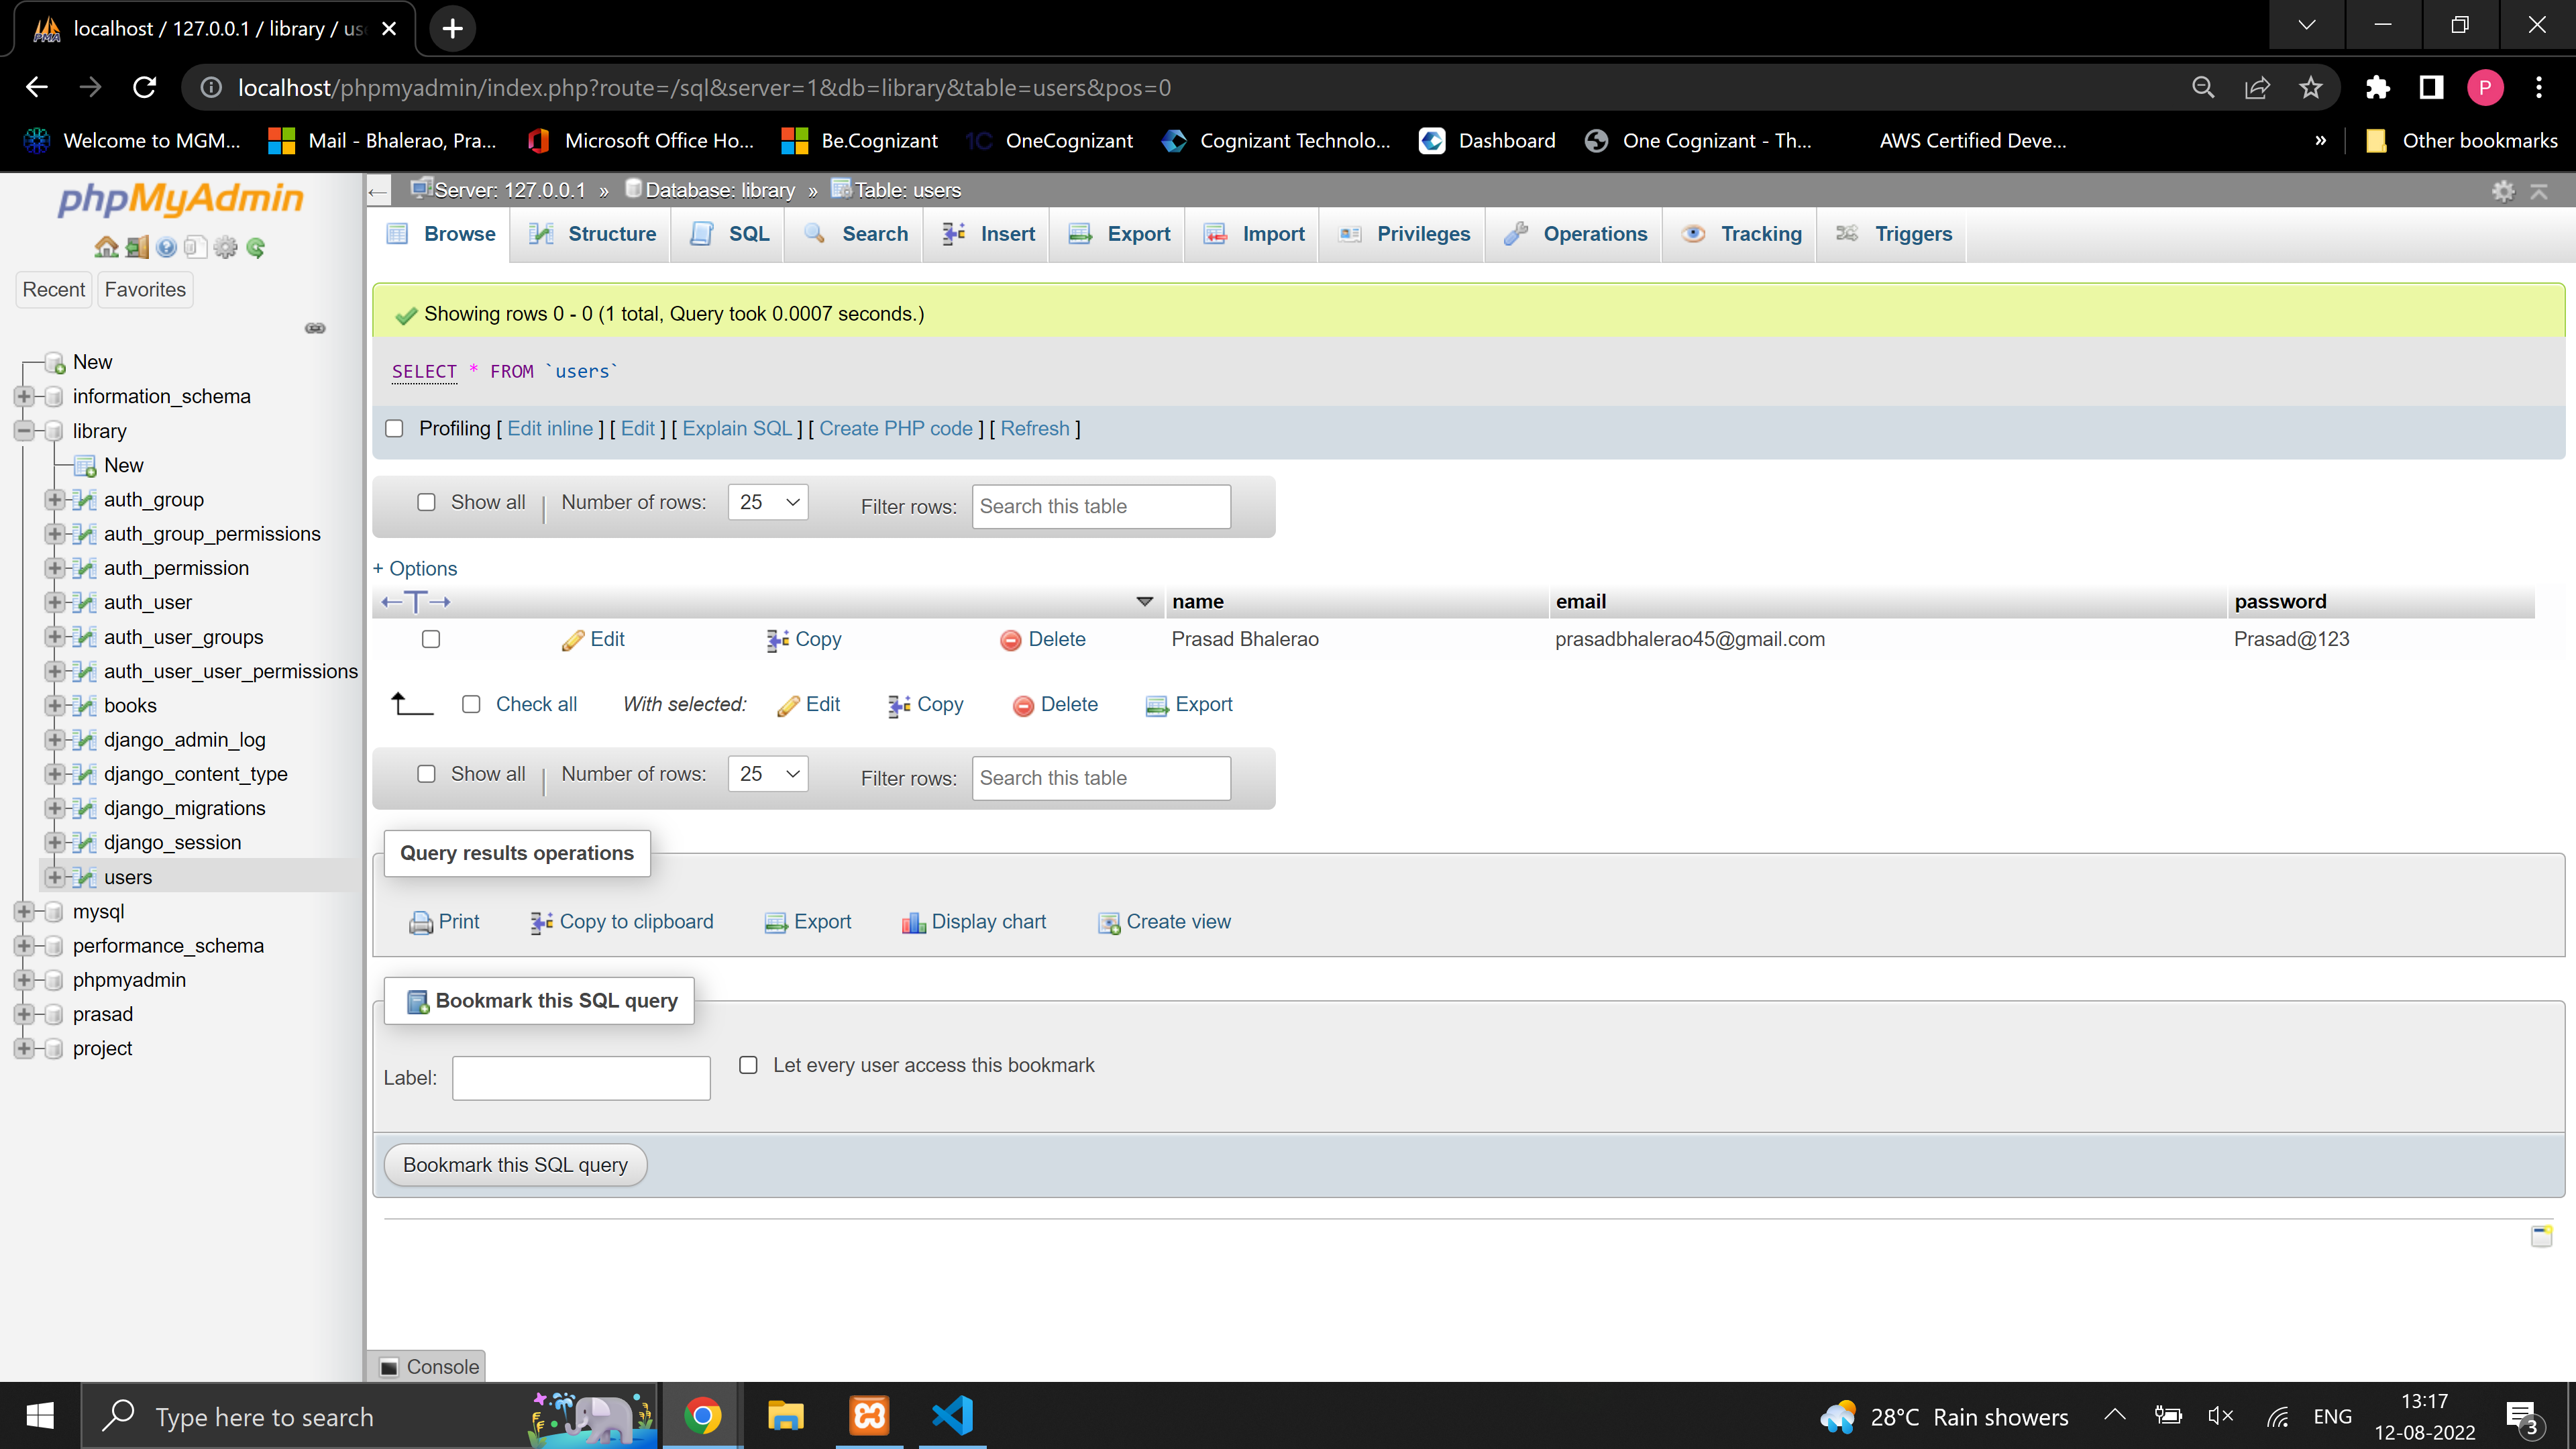 localhost / 127.0.0.1 / library / us
localhost/phpmyadmin/index.php?route=/sql&server=1&db=library&table=users&pos=0
P
Welcome to MGM...
Mail - Bhalerao, Pra...
Microsoft Office Ho...
Be.Cognizant
1C OneCognizant
Cognizant Technolo...
Dashboard
One Cognizant - Th...
AWS Certified Deve...
»
Other bookmarks
phpMyAdmin
Recent
Favorites
New
information_schema
library
New
auth_group
auth_group_permissions
auth_permission
auth_user
auth_user_groups
auth_user_user_permissions
books
django_admin_log
django_content_type
django_migrations
django_session
users
mysql
performance_schema
phpmyadmin
prasad
project
Server: 127.0.0.1 » Database: library » Table: users
Browse
Structure
SQL
Search
Insert
Export
Import
Privileges
Operations
Tracking
Triggers
Showing rows 0 - 0 (1 total, Query took 0.0007 seconds.)
SELECT * FROM `users`
Profiling [ Edit inline ] [ Edit ] [ Explain SQL ] [ Create PHP code ] [ Refresh ]
Show all | Number of rows: 25 Filter rows: Search this table
+ Options
←T→ name email password
Edit Copy Delete Prasad Bhalerao prasadbhalerao45@gmail.com Prasad@123
Check all With selected: Edit Copy Delete Export
Show all | Number of rows: 25 Filter rows: Search this table
Query results operations
Print Copy to clipboard Export Display chart Create view
Bookmark this SQL query
Label: Let every user access this bookmark
Bookmark this SQL query
Console
Type here to search
28°C Rain showers
ENG
13:17
12-08-2022
3